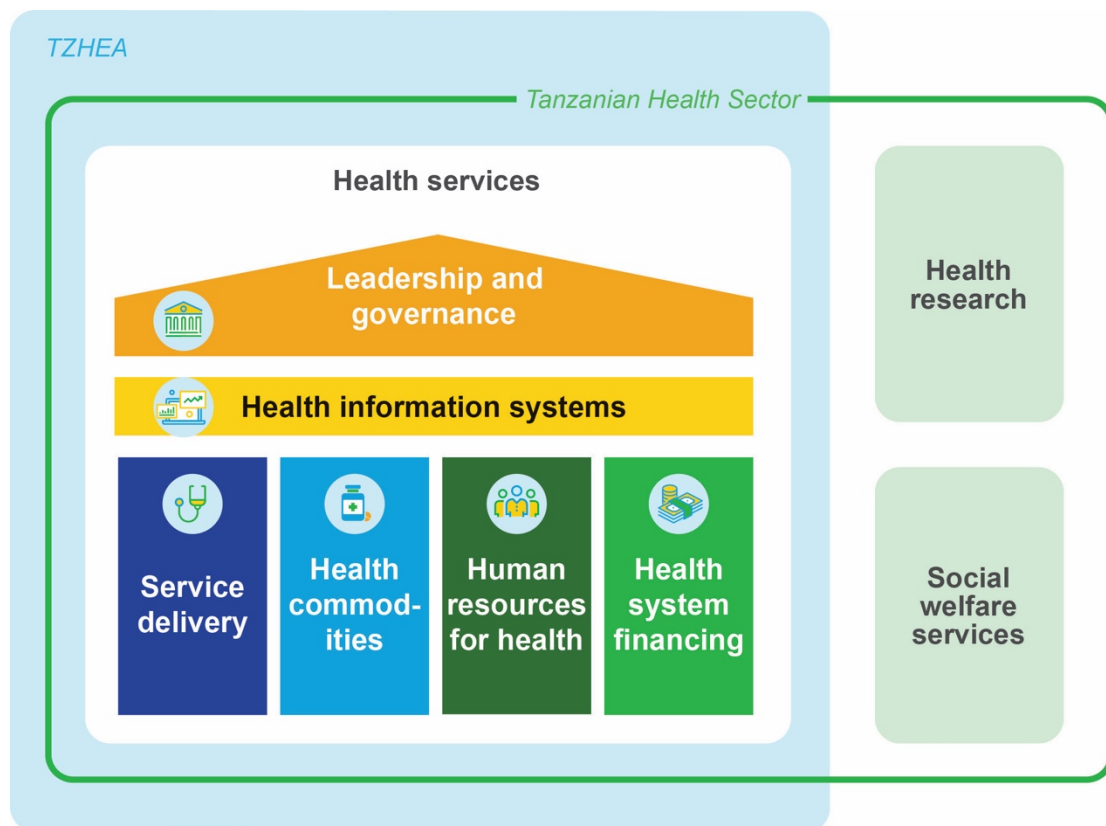 TZHEA
Tanzanian Health Sector
Health services
Leadership and
governance
Health information systems
Service
delivery
Health
commod-
ities
Human
resources
for health
Health
system
financing
Health
research
Social
welfare
services